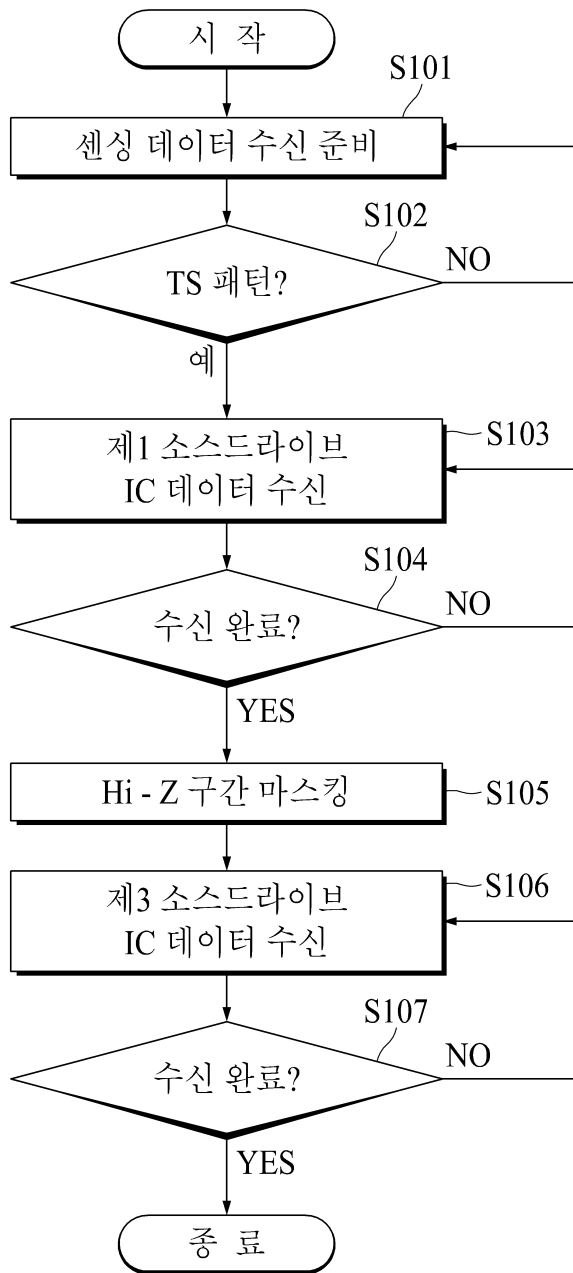 시 작
S101
센싱 데이터 수신 준비
S102
TS 패턴?
NO
예
제1 소스드라이브
IC 데이터 수신
S103
S104
수신 완료?
NO
YES
Hi - Z 구간 마스킹
S105
제3 소스드라이브
IC 데이터 수신
S106
S107
수신 완료?
NO
YES
종 료